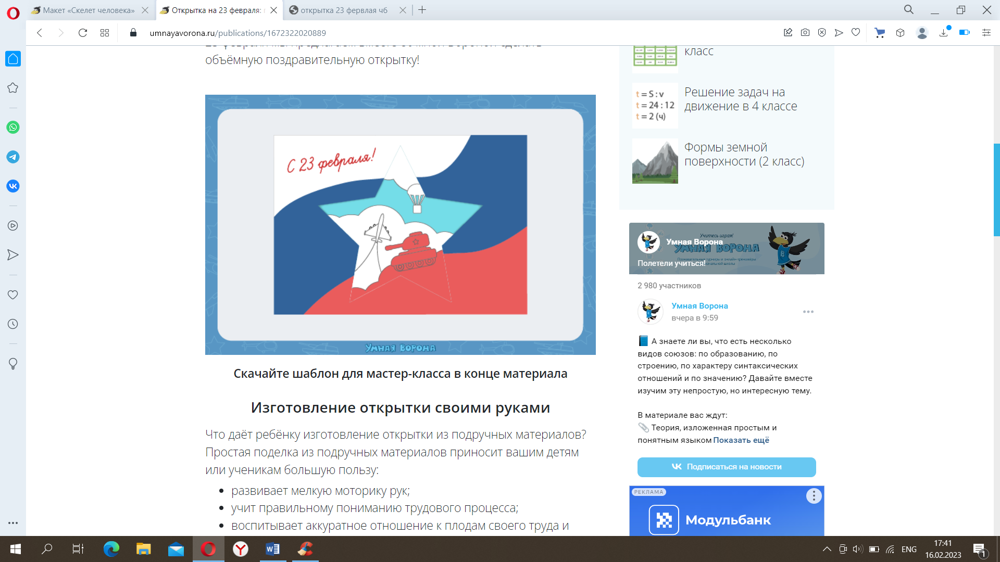 Макет «Скелет человека»
Открытка на 23 февраля:
открытка 23 фервлая чб
umnayavorona.ru/publications/1672322020889
объёмную поздравительную открытку!
С 23 февраля!
УМНАЯ ВОРОНА
Скачайте шаблон для мастер-класса в конце материала
Изготовление открытки своими руками
Что даёт ребёнку изготовление открытки из подручных материалов?
Простая поделка из подручных материалов приносит вашим детям
или ученикам большую пользу:
развивает мелкую моторику рук;
учит правильному пониманию трудового процесса;
воспитывает аккуратное отношение к плодам своего труда и
класс
t = S : v
t = 24 : 12
t = 2 (ч)
Решение задач на
движение в 4 классе
Формы земной
поверхности (2 класс)
Учитесь играя!
УМНАЯ ВОРОНА
Умная Ворона
Полетели учиться!
2 980 участников
Умная Ворона
вчера в 9:59
А знаете ли вы, что есть несколько
видов союзов: по образованию, по
строению, по характеру синтаксических
отношений и по значению? Давайте вместе
изучим эту непростую, но интересную тему.
В материале вас ждут:
Теория, изложенная простым и
понятным языком Показать ещё
Подписаться на новости
РЕКЛАМА
Модульбанк
ENG
17:41
16.02.2023
1